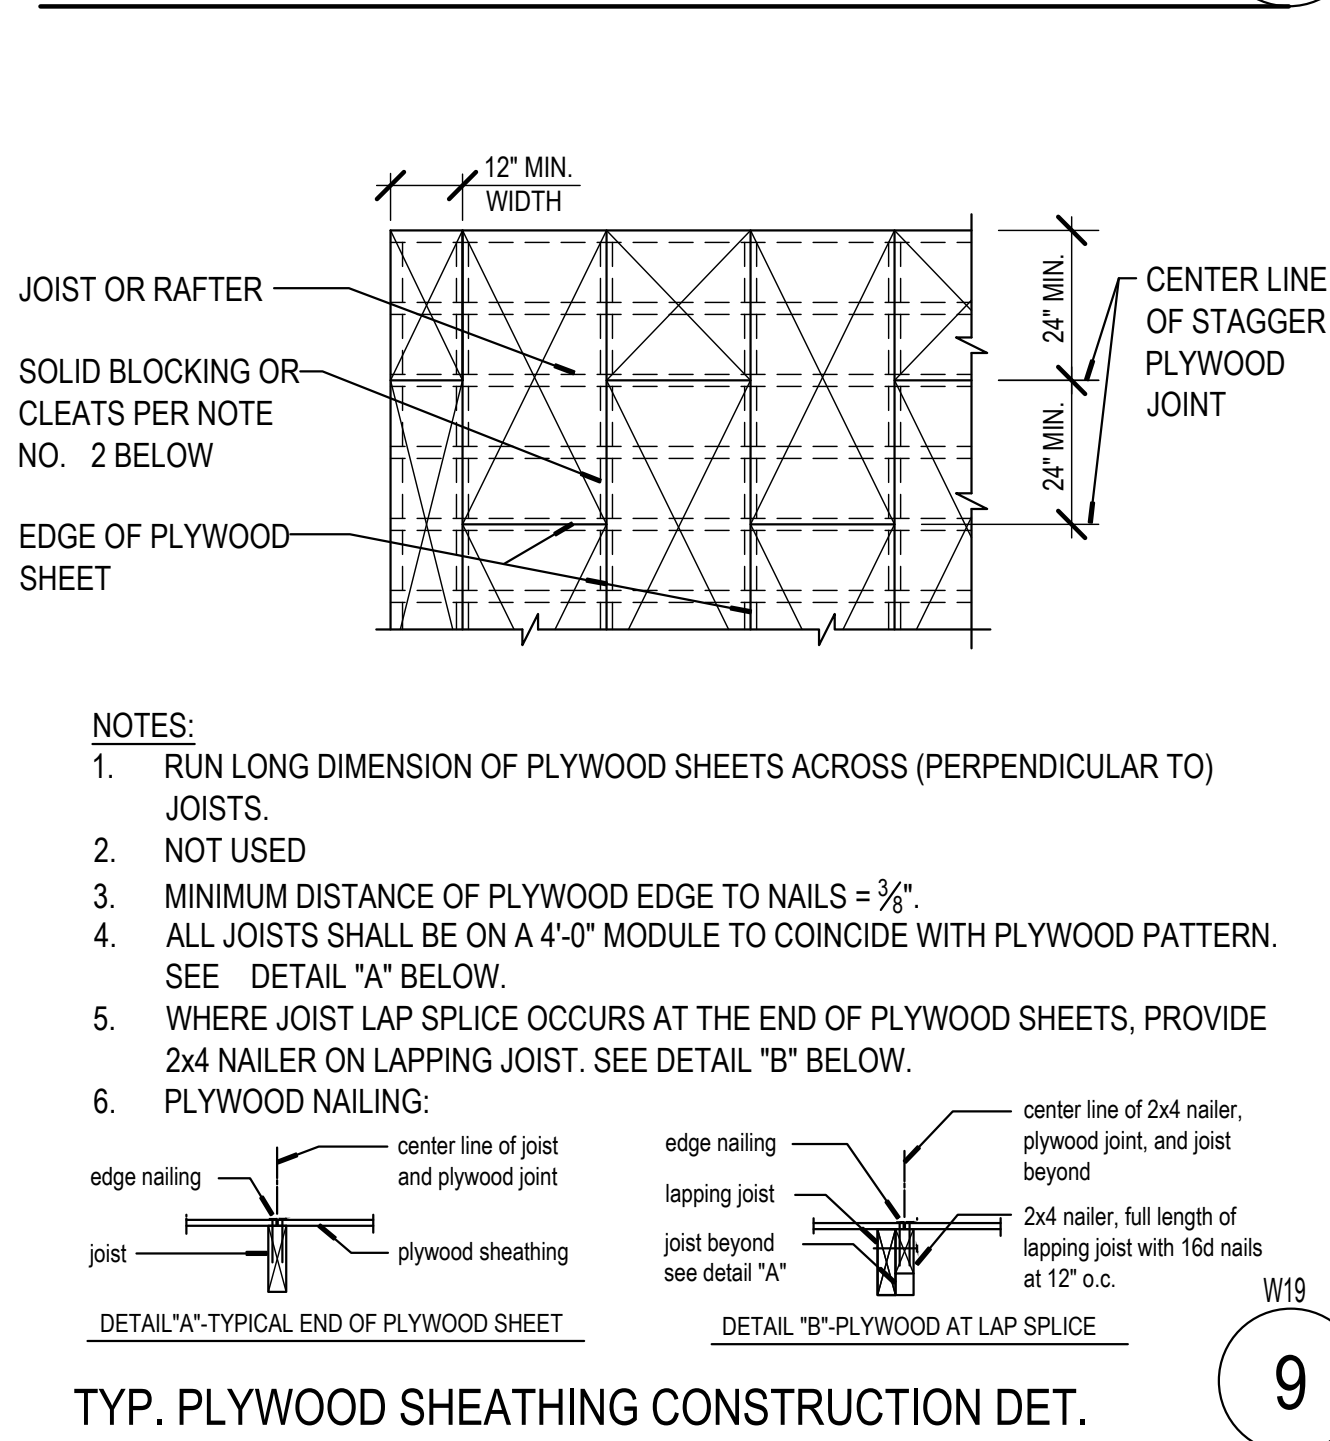 12" MIN.
WIDTH
JOIST OR RAFTER
SOLID BLOCKING OR
CLEATS PER NOTE
NO. 2 BELOW
EDGE OF PLYWOOD
SHEET
24" MIN.
24" MIN.
CENTER LINE
OF STAGGER
PLYWOOD
JOINT
NOTES:
1. RUN LONG DIMENSION OF PLYWOOD SHEETS ACROSS (PERPENDICULAR TO)
JOISTS.
2. NOT USED
3. MINIMUM DISTANCE OF PLYWOOD EDGE TO NAILS = 3/8".
4. ALL JOISTS SHALL BE ON A 4'-0" MODULE TO COINCIDE WITH PLYWOOD PATTERN.
SEE DETAIL "A" BELOW.
5. WHERE JOIST LAP SPLICE OCCURS AT THE END OF PLYWOOD SHEETS, PROVIDE
2x4 NAILER ON LAPPING JOIST. SEE DETAIL "B" BELOW.
6. PLYWOOD NAILING:
edge nailing
center line of joist
and plywood joint
joist
plywood sheathing
DETAIL"A"-TYPICAL END OF PLYWOOD SHEET
edge nailing
lapping joist
joist beyond
see detail "A"
center line of 2x4 nailer,
plywood joint, and joist
beyond
2x4 nailer, full length of
lapping joist with 16d nails
at 12" o.c.
DETAIL "B"-PLYWOOD AT LAP SPLICE
W19
9
TYP. PLYWOOD SHEATHING CONSTRUCTION DET.